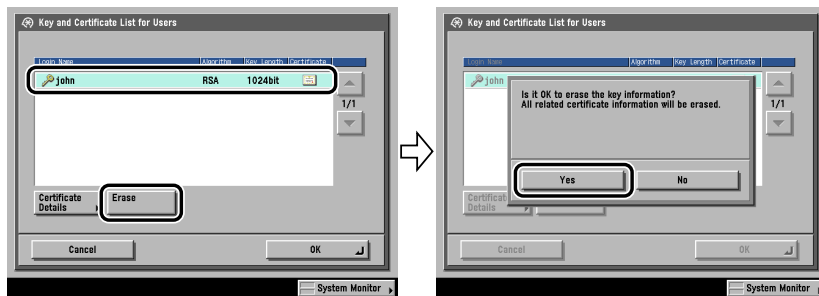 Key and Certificate List for Users
Login Name Algorithm Key Length Certificate
john RSA 1024bit
1/1
Certificate Details
Erase
Cancel
OK
System Monitor
Key and Certificate List for Users
Login Name Algorithm Key Length Certificate
john
Is it OK to erase the key information?
All related certificate information will be erased.
1/1
Yes
No
Certificat
Details
Cancel
OK
System Monitor